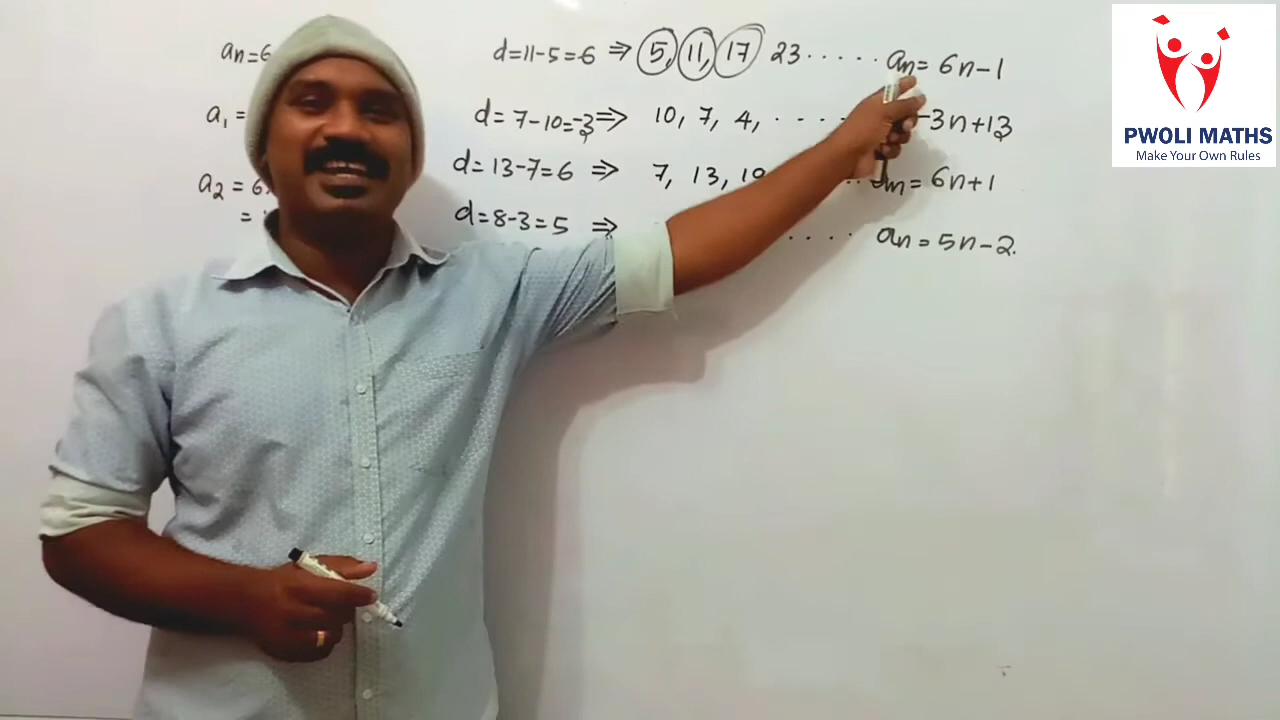 an=6
d=11-5=6 ⇒ 5, 11, 17 23 ..... an= 6n-1
a1=
d= 7-10=-3 ⇒ 10, 7, 4, .... -3n+13
d= 13-7=6 ⇒ 7, 13, 19 .. an= 6n+1
a2 = 6
=
d=8-3=5 ⇒ .... an= 5n-2.
PWOLI MATHS
Make Your Own Rules